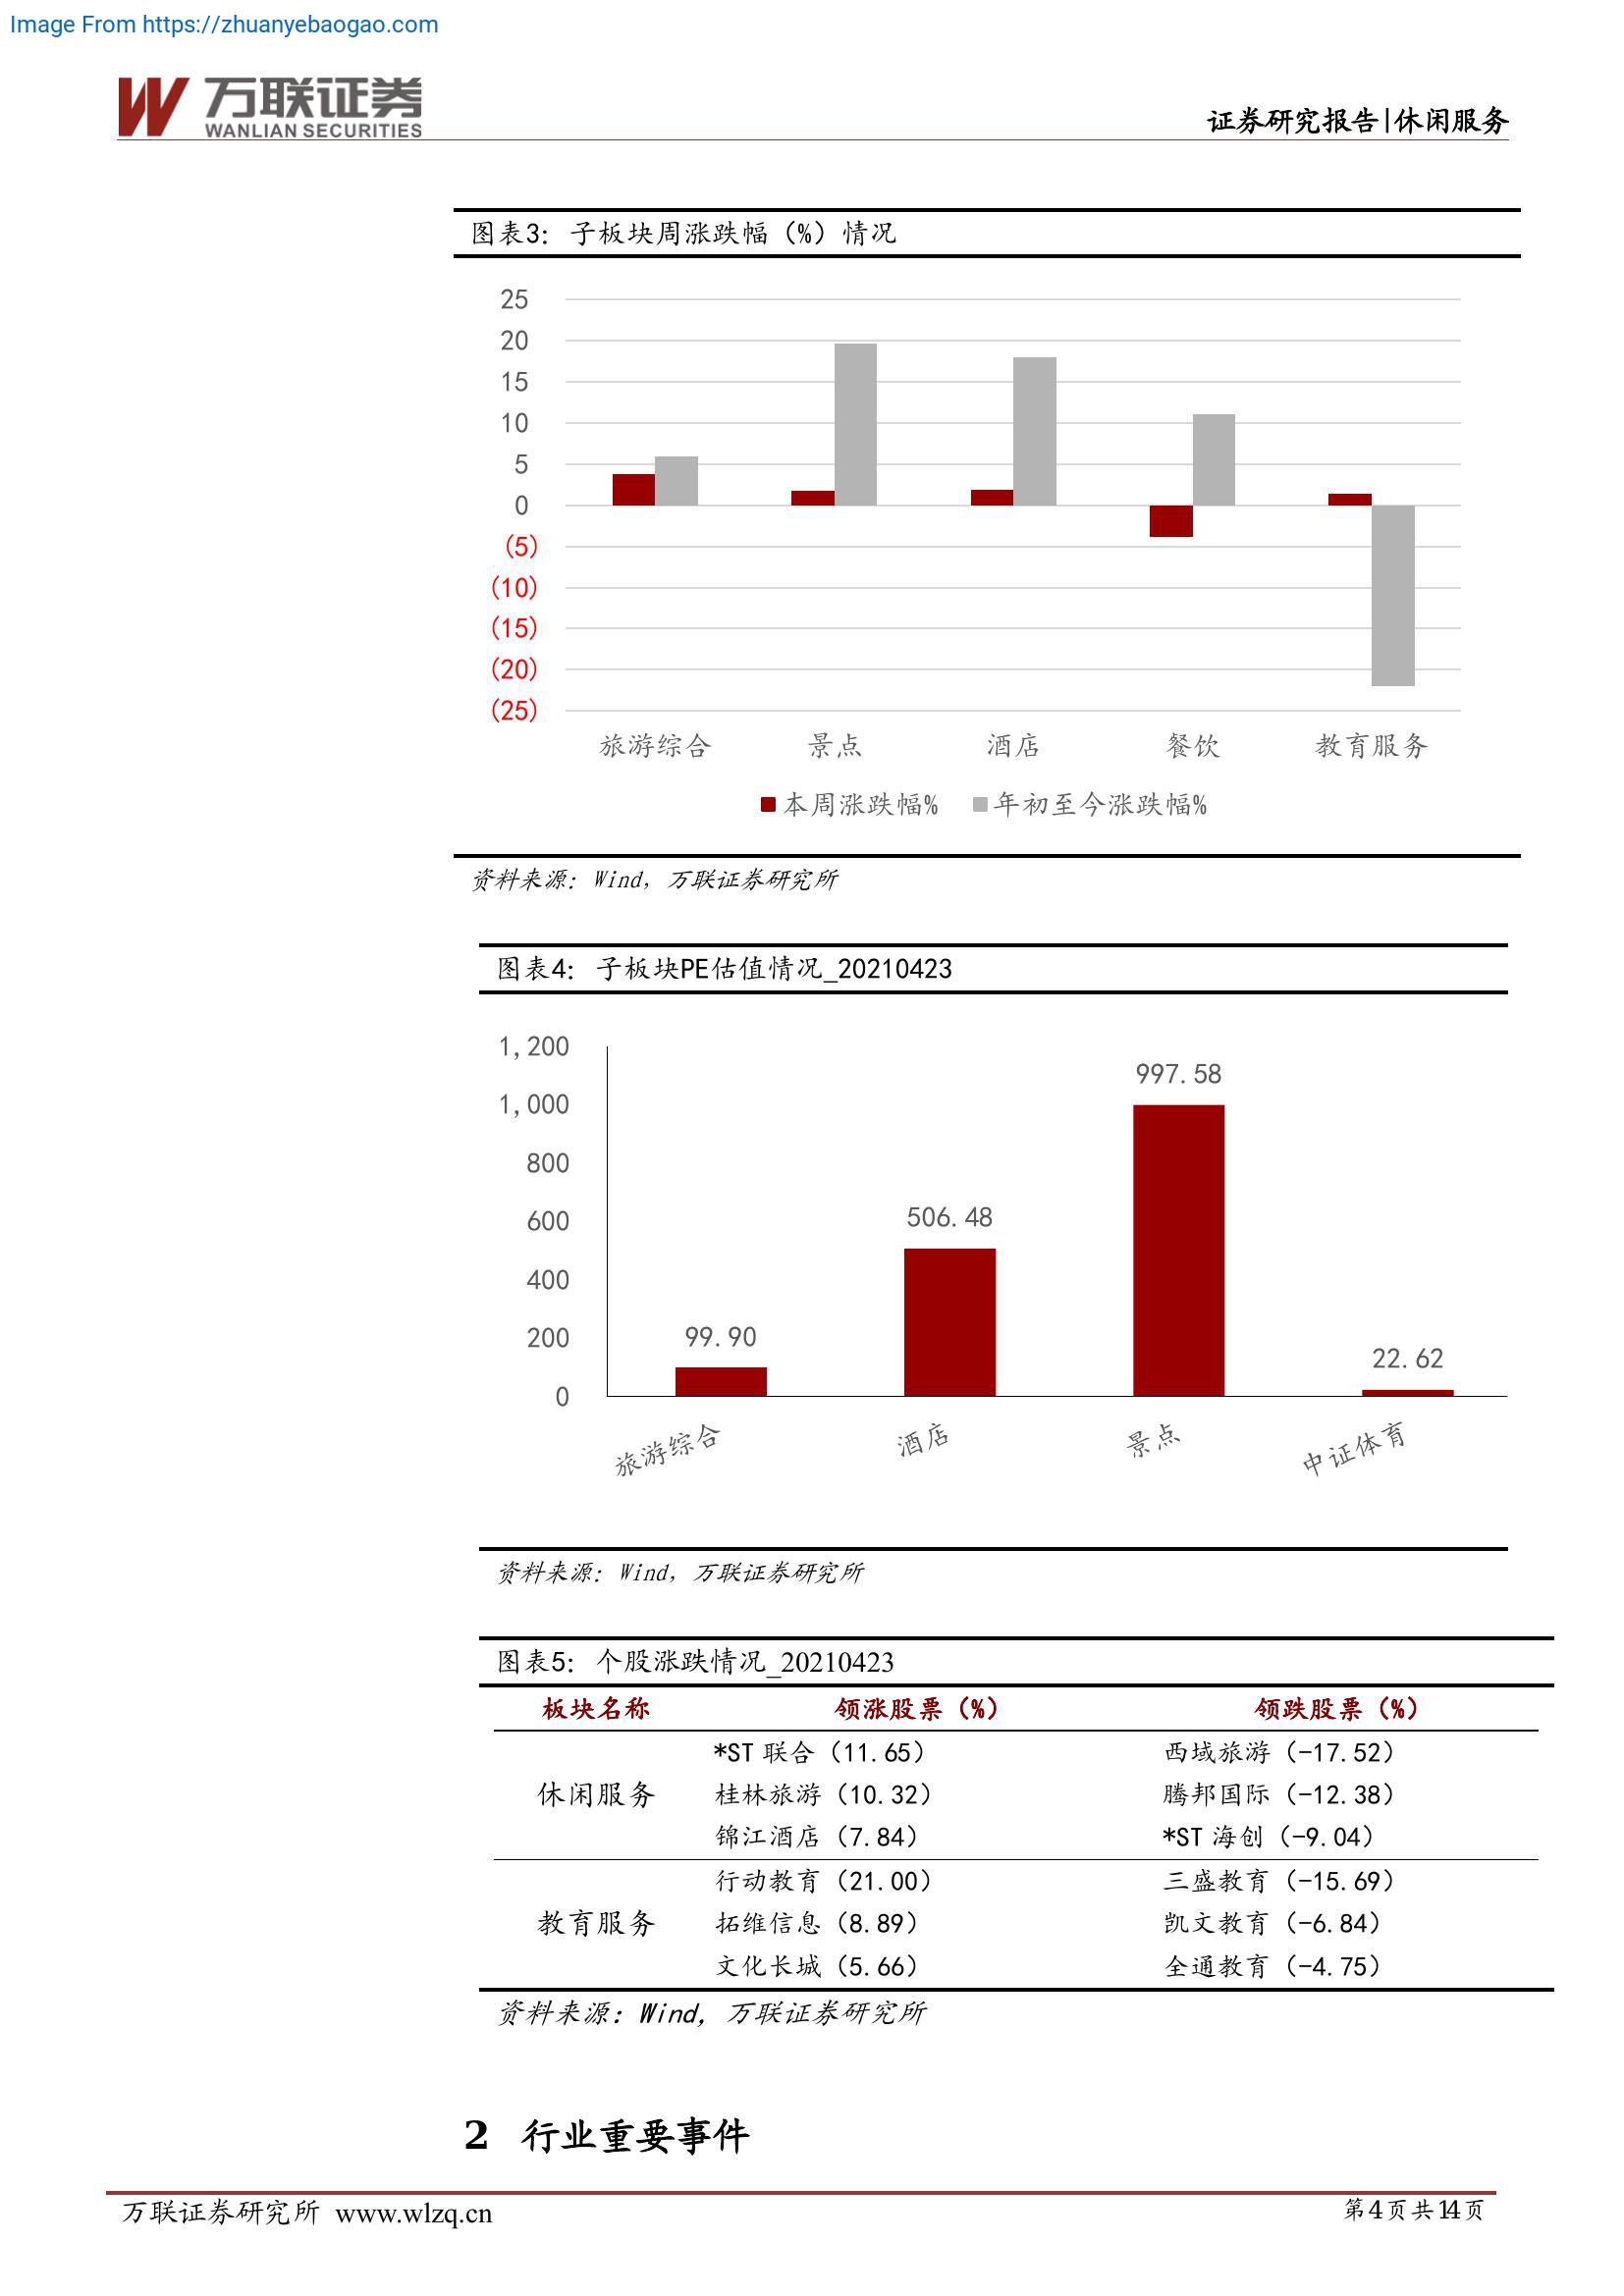 Image From https://zhuanyebaogao.com
万联证券
WANLIAN SECURITIES
证券研究报告|休闲服务
图表3：子板块周涨跌幅（%）情况
25
20
15
10
5
0
(5)
(10)
(15)
(20)
(25)
旅游综合 景点 酒店 餐饮 教育服务
本周涨跌幅% 年初至今涨跌幅%
资料来源：Wind，万联证券研究所
图表4：子板块PE估值情况_20210423
1,200
1,000
800
600
400
200
0
99.90 506.48 997.58 22.62
旅游综合 酒店 景点 中证体育
资料来源：Wind，万联证券研究所
图表5：个股涨跌情况_20210423
板块名称 领涨股票（%） 领跌股票（%）
*ST 联合（11.65） 西域旅游（-17.52）
休闲服务 桂林旅游（10.32） 腾邦国际（-12.38）
锦江酒店（7.84） *ST 海创（-9.04）
行动教育（21.00） 三盛教育（-15.69）
教育服务 拓维信息（8.89） 凯文教育（-6.84）
文化长城（5.66） 全通教育（-4.75）
资料来源：Wind，万联证券研究所
2 行业重要事件
万联证券研究所 www.wlzq.cn 第4页共14页